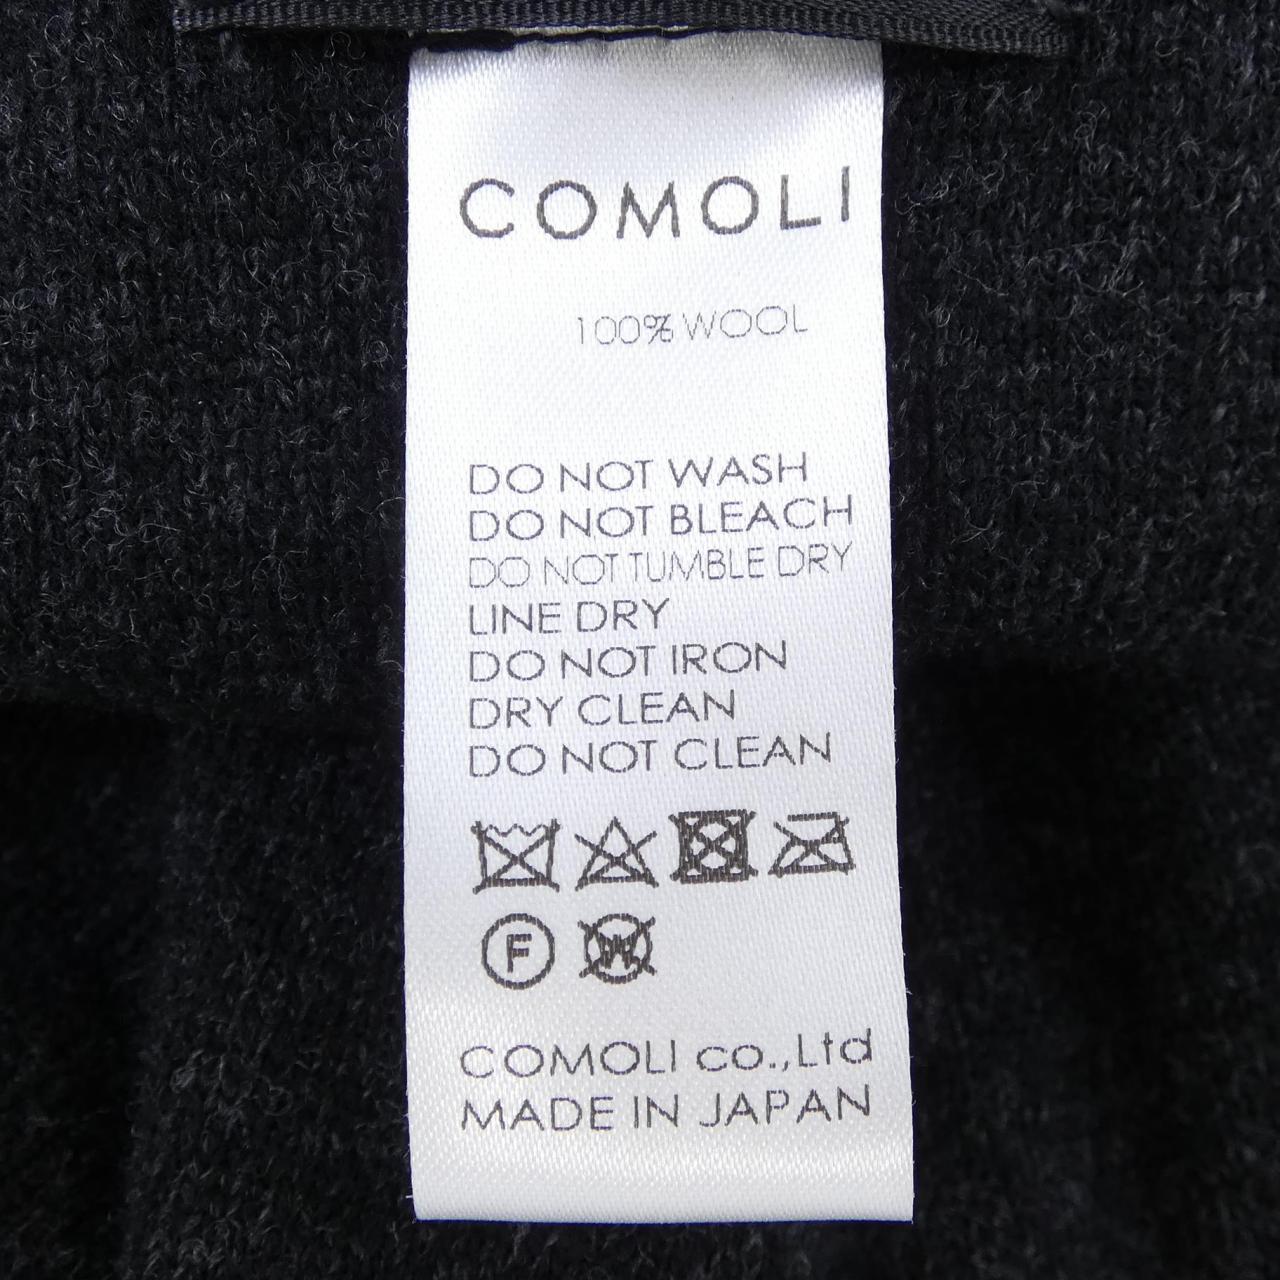 COMOLI
100% WOOL
DO NOT WASH
DO NOT BLEACH
DO NOT TUMBLE DRY
LINE DRY
DO NOT IRON
DRY CLEAN
DO NOT CLEAN
F W
COMOLI co.,Ltd
MADE IN JAPAN